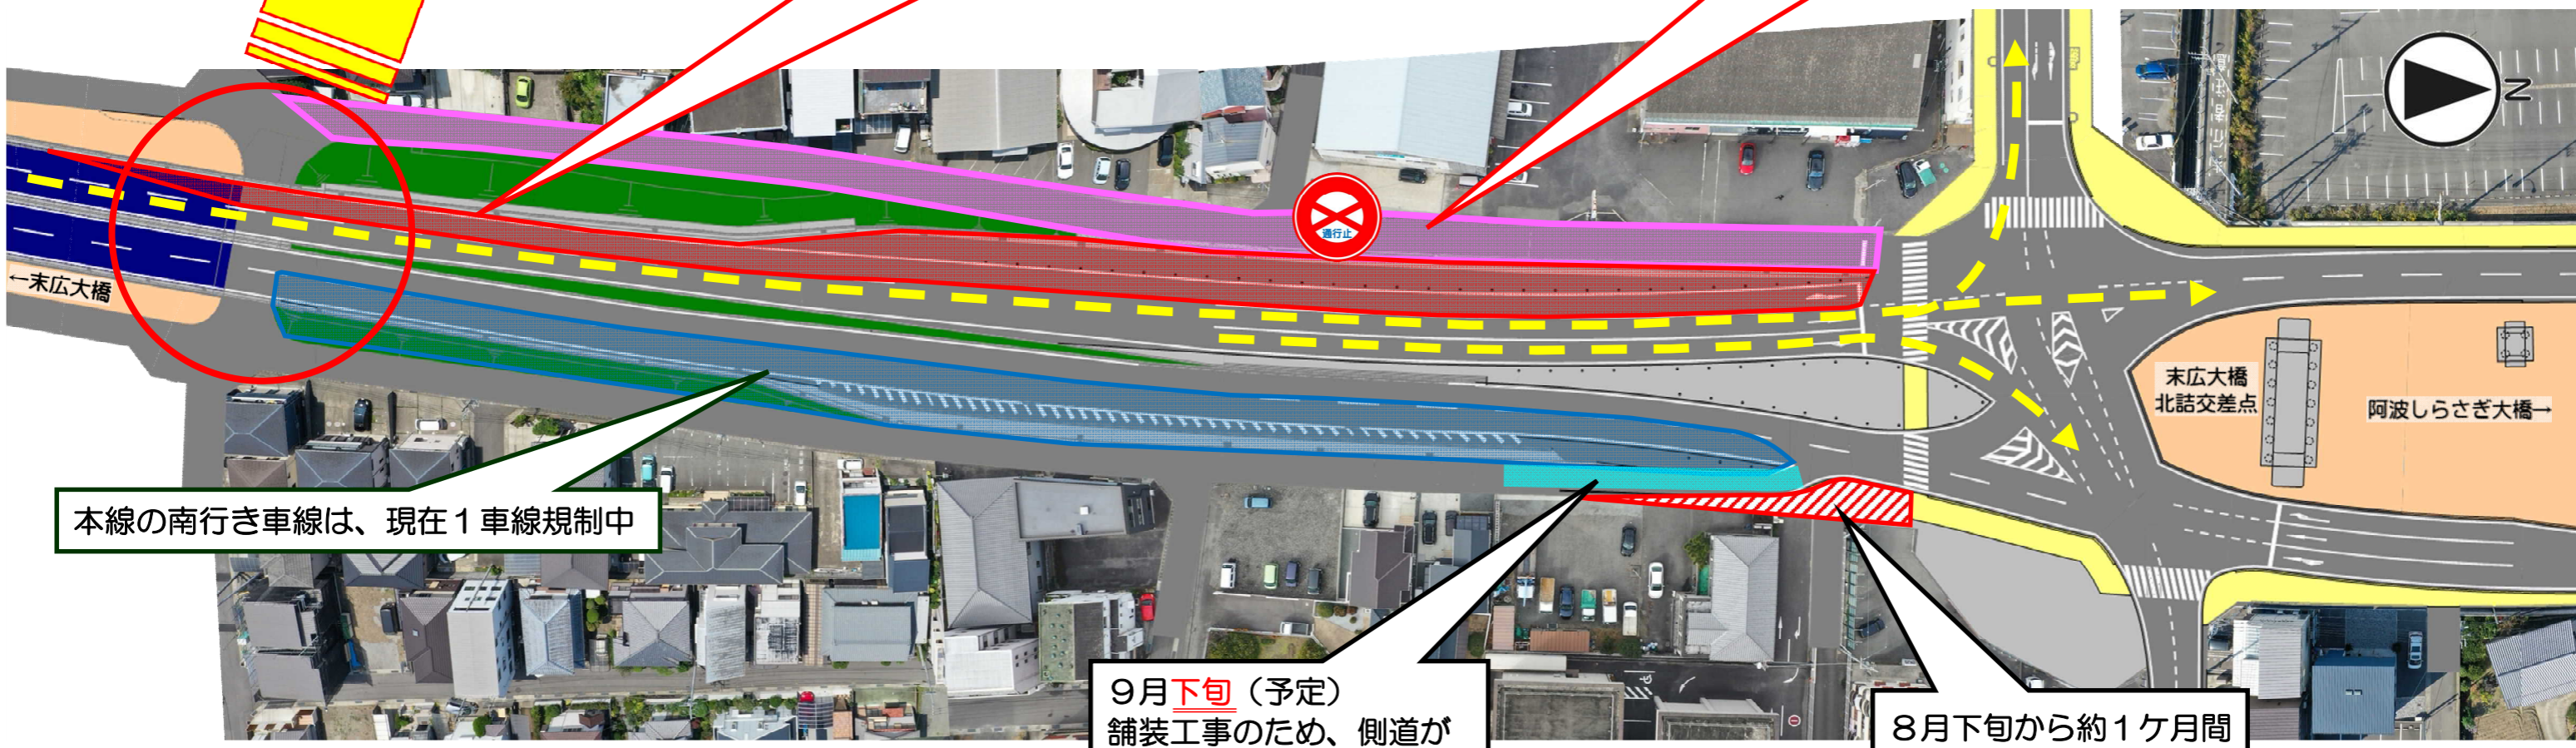 N
通行止
←末広大橋
末広大橋
北詰交差点
阿波しらさぎ大橋→
本線の南行き車線は、現在１車線規制中
９月下旬（予定）
舗装工事のため、側道が
８月下旬から約１ケ月間